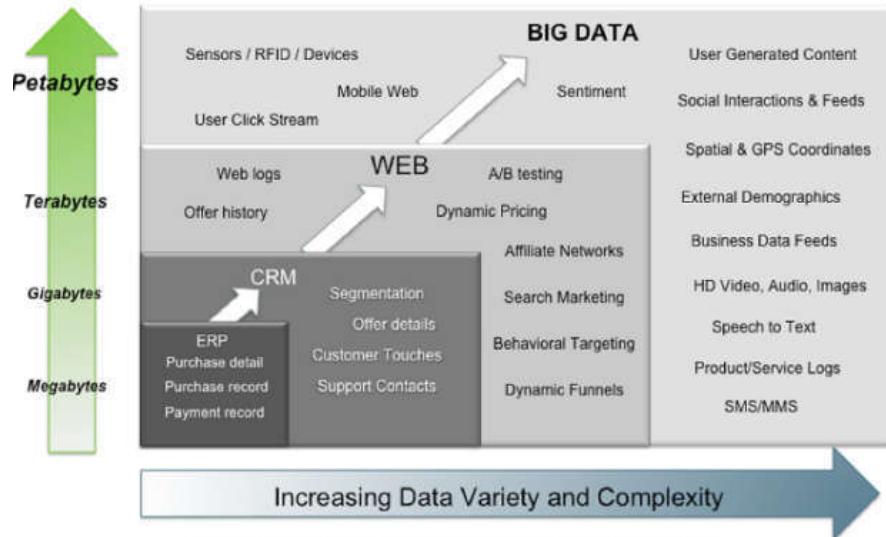 Petabytes
Terabytes
Gigabytes
Megabytes
BIG DATA
Sensors / RFID / Devices
Mobile Web
User Click Stream
Sentiment
User Generated Content
Social Interactions & Feeds
Spatial & GPS Coordinates
External Demographics
Business Data Feeds
HD Video, Audio, Images
Speech to Text
Product/Service Logs
SMS/MMS
WEB
Web logs
Offer history
A/B testing
Dynamic Pricing
Affiliate Networks
Search Marketing
Behavioral Targeting
Dynamic Funnels
CRM
Segmentation
Offer details
Customer Touches
Support Contacts
ERP
Purchase detail
Purchase record
Payment record
Increasing Data Variety and Complexity